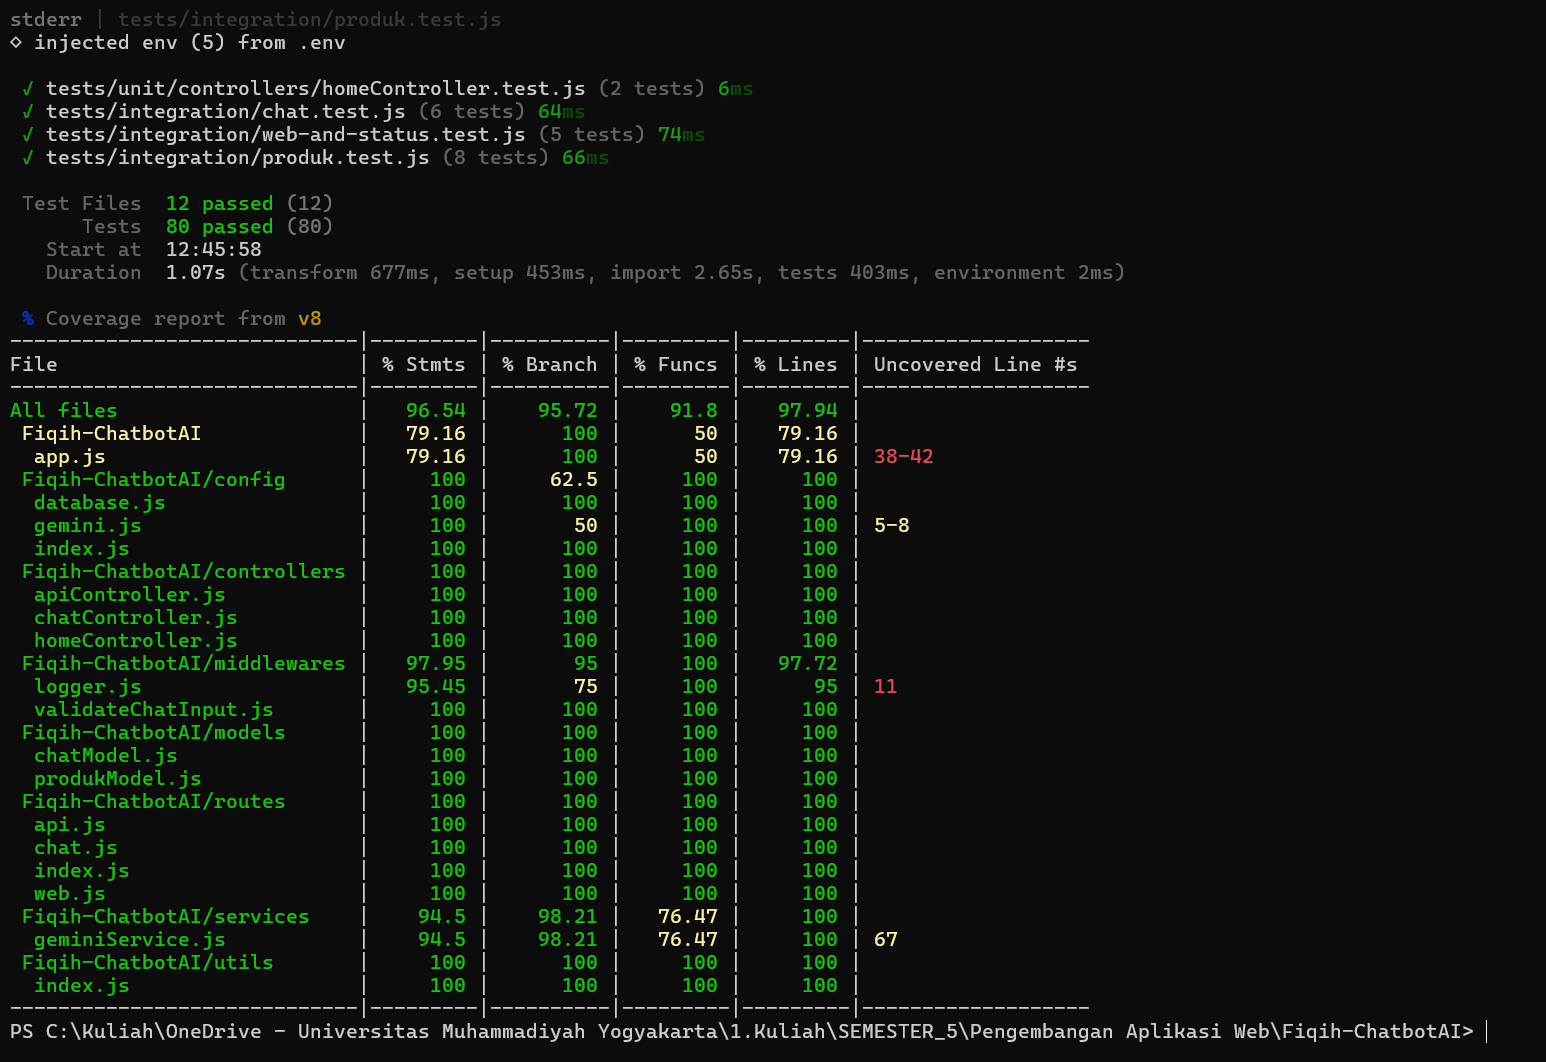 stderr | tests/integration/produk.test.js
◇ injected env (5) from .env
✓ tests/unit/controllers/homeController.test.js (2 tests) 6ms
✓ tests/integration/chat.test.js (6 tests) 64ms
✓ tests/integration/web-and-status.test.js (5 tests) 74ms
✓ tests/integration/produk.test.js (8 tests) 66ms
Test Files  12 passed (12)
Tests  80 passed (80)
Start at  12:45:58
Duration  1.07s (transform 677ms, setup 453ms, import 2.65s, tests 403ms, environment 2ms)
% Coverage report from v8
-----------------------------|---------|----------|---------|---------|-------------------
File                         | % Stmts | % Branch | % Funcs | % Lines | Uncovered Line #s
-----------------------------|---------|----------|---------|---------|-------------------
All files                    |   96.54 |    95.72 |    91.8 |   97.94 |
 Fiqih-ChatbotAI             |   79.16 |      100 |      50 |   79.16 |
  app.js                     |   79.16 |      100 |      50 |   79.16 | 38-42
 Fiqih-ChatbotAI/config      |     100 |     62.5 |     100 |     100 |
  database.js                |     100 |      100 |     100 |     100 |
  gemini.js                  |     100 |       50 |     100 |     100 | 5-8
  index.js                   |     100 |      100 |     100 |     100 |
 Fiqih-ChatbotAI/controllers |     100 |      100 |     100 |     100 |
  apiController.js           |     100 |      100 |     100 |     100 |
  chatController.js          |     100 |      100 |     100 |     100 |
  homeController.js          |     100 |      100 |     100 |     100 |
 Fiqih-ChatbotAI/middlewares |   97.95 |       95 |     100 |   97.72 |
  logger.js                  |   95.45 |       75 |     100 |      95 | 11
  validateChatInput.js       |     100 |      100 |     100 |     100 |
 Fiqih-ChatbotAI/models      |     100 |      100 |     100 |     100 |
  chatModel.js               |     100 |      100 |     100 |     100 |
  produkModel.js             |     100 |      100 |     100 |     100 |
 Fiqih-ChatbotAI/routes      |     100 |      100 |     100 |     100 |
  api.js                     |     100 |      100 |     100 |     100 |
  chat.js                    |     100 |      100 |     100 |     100 |
  index.js                   |     100 |      100 |     100 |     100 |
  web.js                     |     100 |      100 |     100 |     100 |
 Fiqih-ChatbotAI/services    |    94.5 |    98.21 |   76.47 |     100 |
  geminiService.js           |    94.5 |    98.21 |   76.47 |     100 | 67
 Fiqih-ChatbotAI/utils       |     100 |      100 |     100 |     100 |
  index.js                   |     100 |      100 |     100 |     100 |
-----------------------------|---------|----------|---------|---------|-------------------
PS C:\Kuliah\OneDrive - Universitas Muhammadiyah Yogyakarta\1.Kuliah\SEMESTER_5\Pengembangan Aplikasi Web\Fiqih-ChatbotAI>